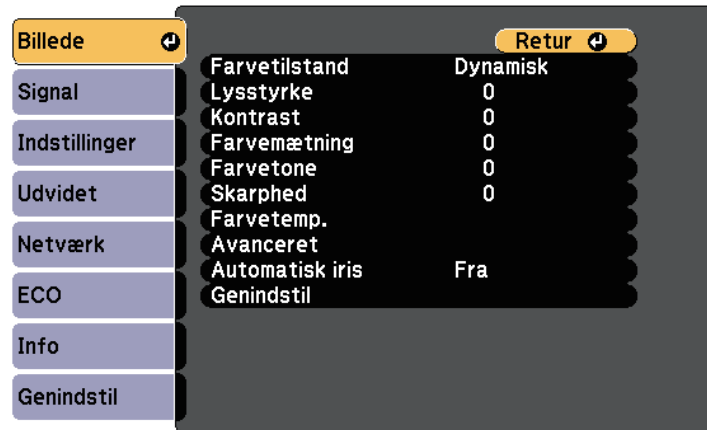 Billede
Signal
Indstillinger
Udvidet
Netværk
ECO
Info
Genindstil
Retur
Farvetilstand Dynamisk
Lysstyrke 0
Kontrast 0
Farvemætning 0
Farvetone 0
Skarphed 0
Farvetemp.
Avanceret
Automatisk iris Fra
Genindstil